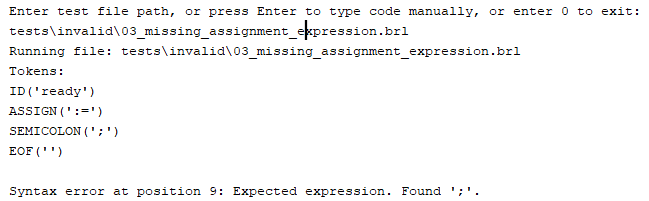 Enter test file path, or press Enter to type code manually, or enter 0 to exit:
tests\invalid\03_missing_assignment_expression.brl
Running file: tests\invalid\03_missing_assignment_expression.brl
Tokens:
ID('ready')
ASSIGN(':=')
SEMICOLON(';')
EOF('')
Syntax error at position 9: Expected expression. Found ';'.